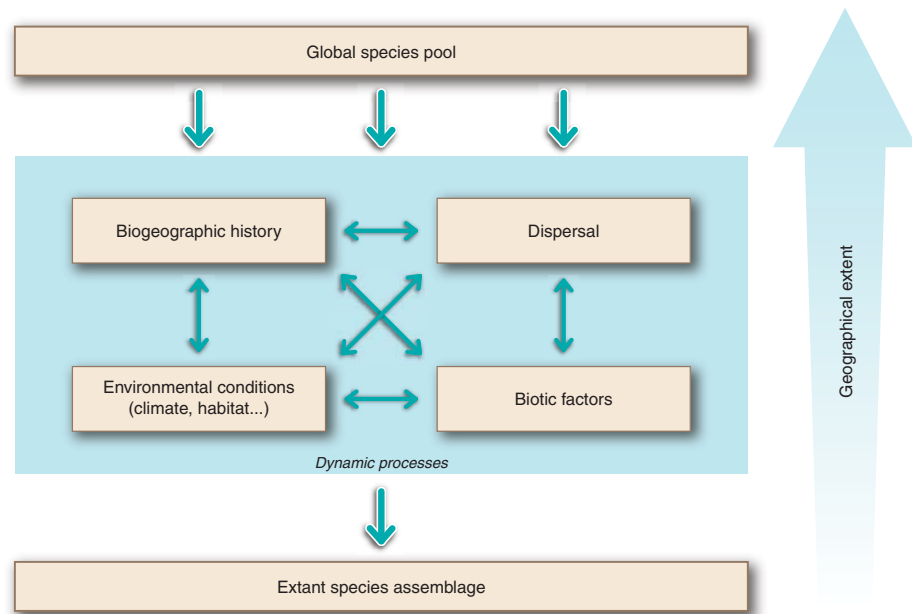 Global species pool
Biogeographic history
Dispersal
Environmental conditions
(climate, habitat...)
Biotic factors
Dynamic processes
Extant species assemblage
Geographical extent